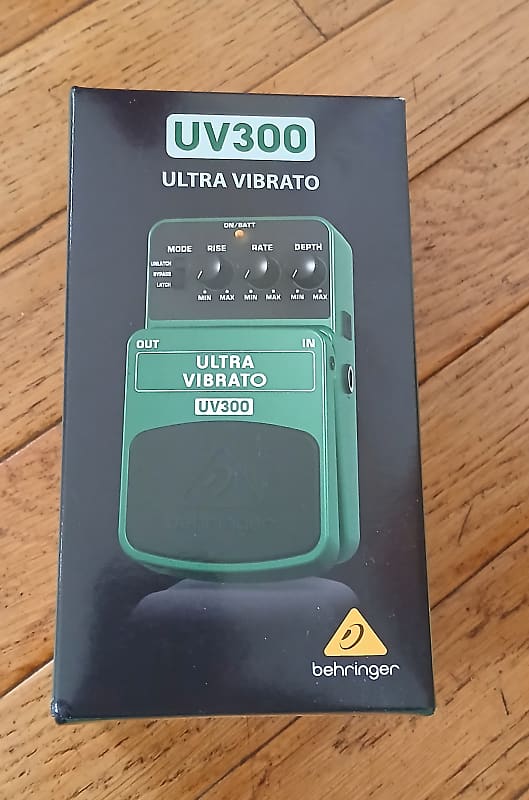 UV300
ULTRA VIBRATO
ON/BATT
MODE RISE RATE DEPTH
UNLATCH
BYPASS
LATCH
MIN MAX MIN MAX MIN MAX
OUT IN
ULTRA
VIBRATO
UV300
behringer
behringer